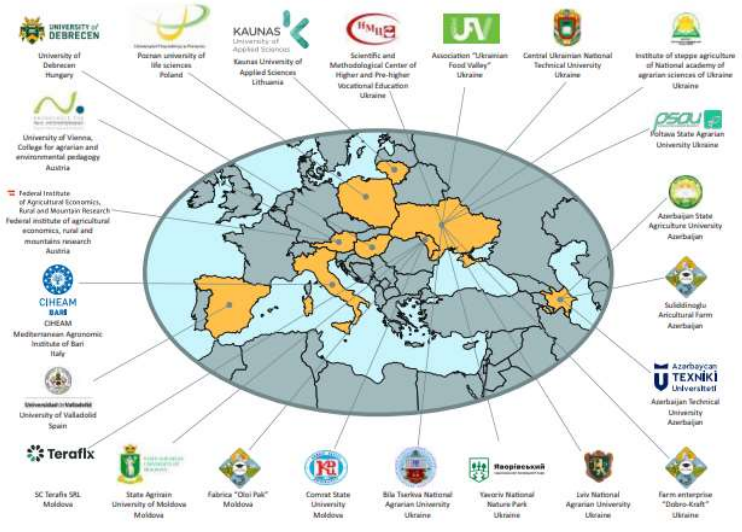 UNIVERSITY of
DEBRECEN
University of
Debrecen
Hungary
Poznan university of
life sciences
Poland
KAUNAS
University of
Applied Sciences
Kaunas University of
Applied Sciences
Lithuania
HMЦ
Scientific and
Methodological Center of
Higher and Pre-higher
Vocational Education
Ukraine
UFV
Association "Ukrainian
Food Valley"
Ukraine
Central Ukrainian National
Technical University
Ukraine
Institute of steppe agriculture
of National academy of
agrarian sciences of Ukraine
Ukraine
University of Vienna,
College for agrarian and
environmental pedagogy
Austria
psau
Poltava State Agrarian
University Ukraine
Federal Institute
of Agricultural Economics,
Rural and Mountain Research
Federal institute of agricultural
economics, rural and
mountains research
Austria
Azerbaijan State
Agriculture University
Azerbaijan
CIHEAM
BARI
CIHEAM
Mediterranean Agronomic
Institute of Bari
Italy
Suliddinoglu
Aricultural Farm
Azerbaijan
Universidad de Valladolid
University of Valladolid
Spain
Azərbaycan
TEXNİKİ
Universiteti
Azerbaijan Technical
University
Azerbaijan
Terafix
SC Terafix SRL
Moldova
State Agrirain
University of Moldova
Moldova
Fabrica "Oloi Pak"
Moldova
Comrat State
University
Moldova
Bila Tserkva National
Agrarian University
Ukraine
Яворівський
Yavoriv National
Nature Park
Ukraine
Lviv National
Agrarian University
Ukraine
Farm enterprise
"Dobro-Kraft"
Ukraine